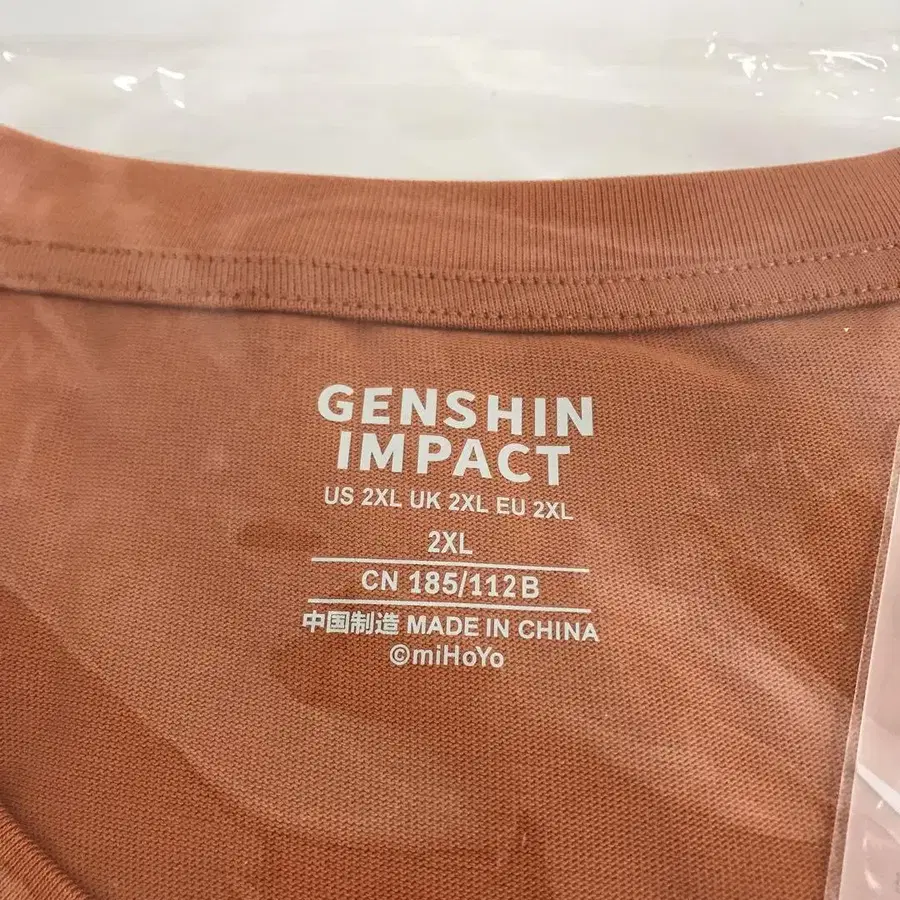 GENSHIN
IMPACT
US 2XL UK 2XL EU 2XL
2XL
CN 185/112B
中国制造 MADE IN CHINA
©miHoYo